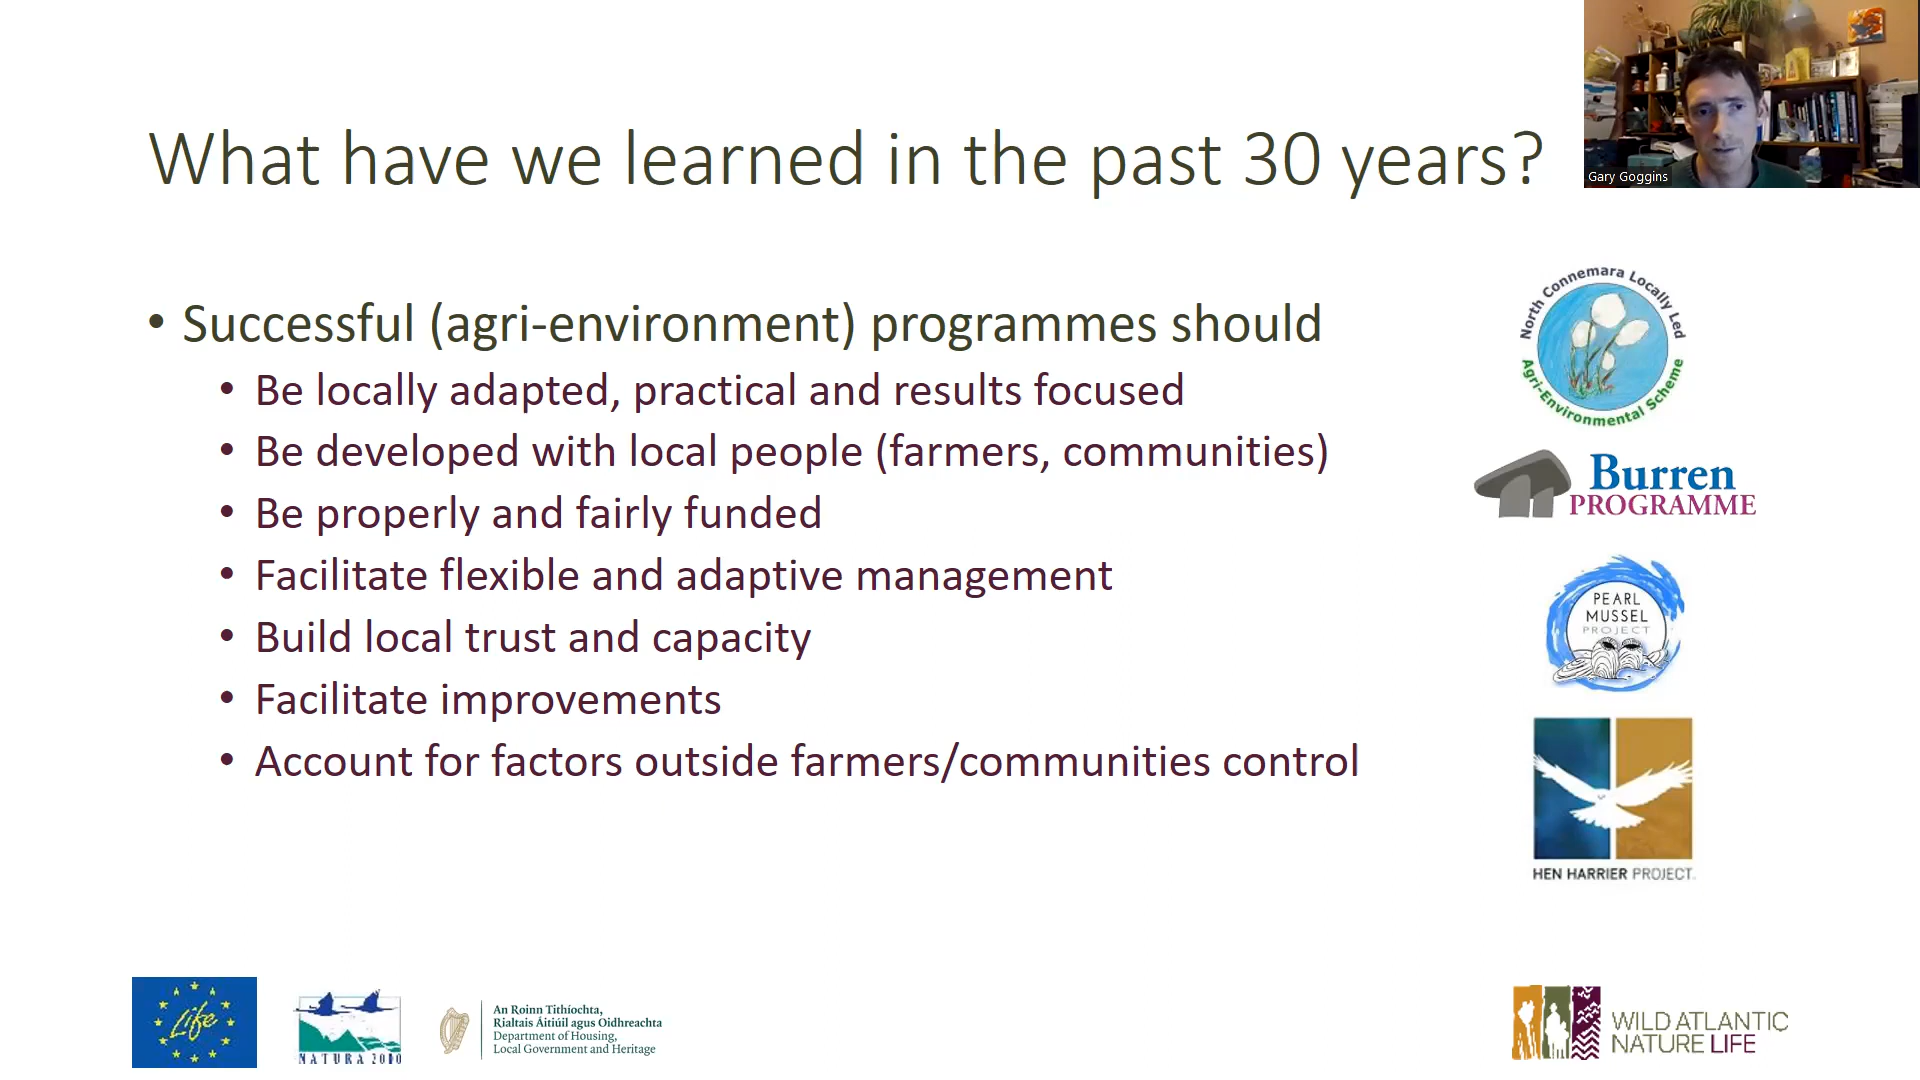 What have we learned in the past 30 years?
Gary Goggins
• Successful (agri-environment) programmes should
• Be locally adapted, practical and results focused
• Be developed with local people (farmers, communities)
• Be properly and fairly funded
• Facilitate flexible and adaptive management
• Build local trust and capacity
• Facilitate improvements
• Account for factors outside farmers/communities control
North Connemara Locally Led
Agri-Environmental Scheme
Burren
PROGRAMME
PEARL
MUSSEL
PROJECT
HEN HARRIER PROJECT
Life
NATURA 2000
An Roinn Tithíochta,
Rialtais Áitiúil agus Oidhreachta
Department of Housing,
Local Government and Heritage
WILD ATLANTIC
NATURE LIFE